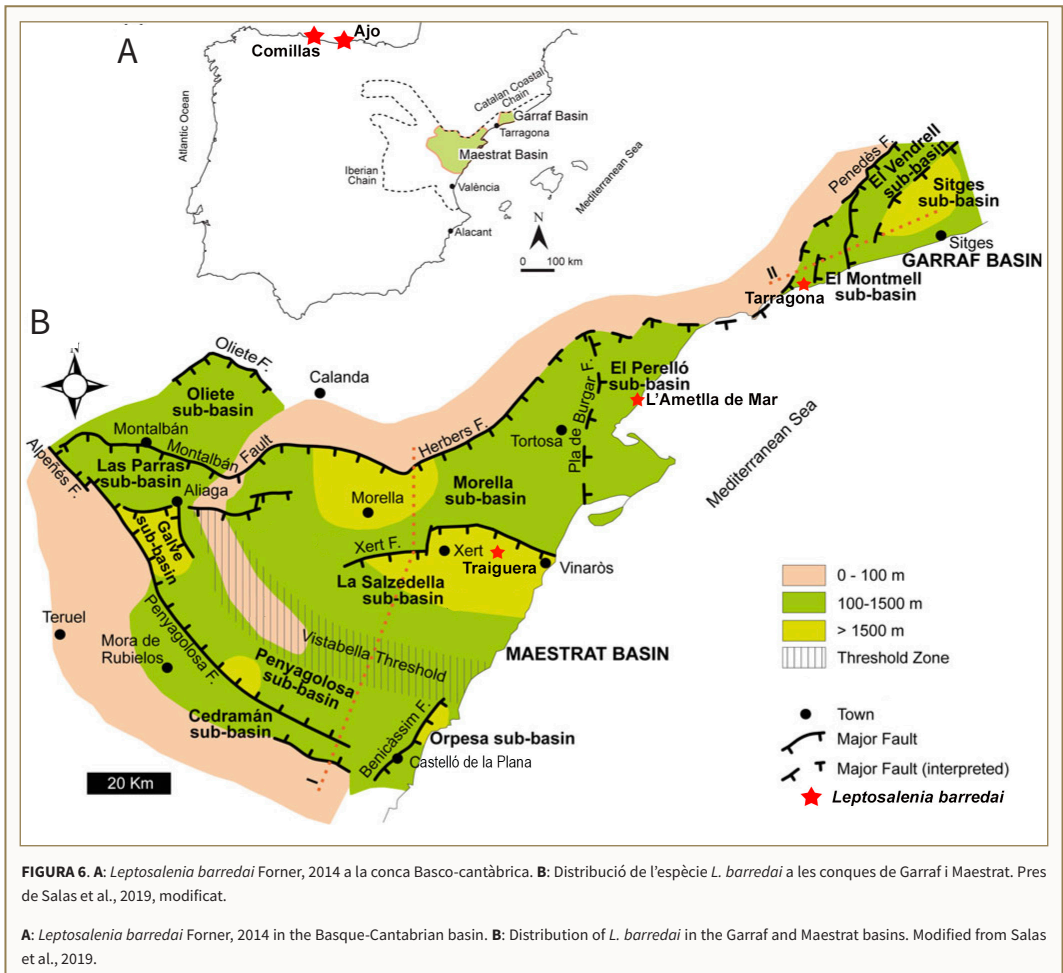 A
Comillas
Ajo
Atlantic Ocean
Catalan Coastal
Chain
Garraf Basin
Tarragona
Maestrat Basin
Iberian
Chain
València
Alacant
Mediterranean Sea
N
0 100 km
B
N
Penedès F.
El Vendrell
sub-basin
Sitges
sub-basin
Sitges
GARRAF BASIN
II
Tarragona
El Montmell
sub-basin
Oliete F.
Calanda
Oliete
sub-basin
Montalbán
Montalbán
Fault
Alpeñés F.
Las Parras
sub-basin
Aliaga
Galve
sub-basin
Herbers F.
Morella
Morella
sub-basin
Tortosa
Pla de Burgar F.
El Perelló
sub-basin
L'Ametlla de Mar
Mediterranean Sea
Xert F.
Xert
Traiguera
Vinaròs
La Salzedella
sub-basin
Teruel
Mora de
Rubielos
Penyagolosa F.
Vistabella Threshold
MAESTRAT BASIN
Penyagolosa
sub-basin
Cedramán
sub-basin
Benicàssim F.
Orpesa sub-basin
Castelló de la Plana
I
20 Km
0 - 100 m
100-1500 m
> 1500 m
Threshold Zone
Town
Major Fault
Major Fault (interpreted)
Leptosalenia barredai
FIGURA 6. A: Leptosalenia barredai Forner, 2014 a la conca Basco-cantàbrica. B: Distribució de l'espècie L. barredai a les conques de Garraf i Maestrat. Pres
de Salas et al., 2019, modificat.
A: Leptosalenia barredai Forner, 2014 in the Basque-Cantabrian basin. B: Distribution of L. barredai in the Garraf and Maestrat basins. Modified from Salas
et al., 2019.